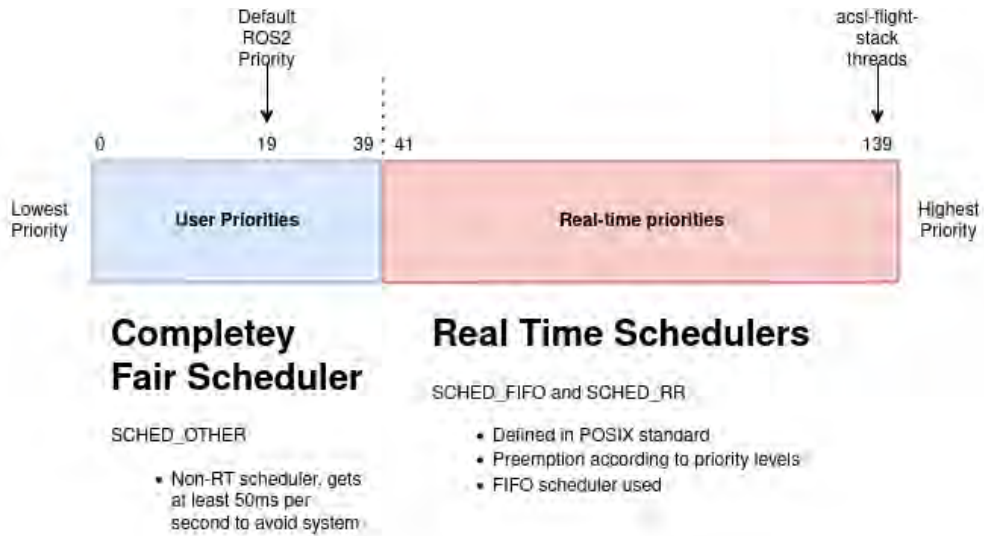 Default
ROS2
Priority
acsl-flight-
stack
threads
0
19
39
41
139
Lowest
Priority
User Priorities
Real-time priorities
Highest
Priority
Completey
Fair Scheduler
Real Time Schedulers
SCHED_OTHER
• Non-RT scheduler, gets
at least 50ms per
second to avoid system
SCHED_FIFO and SCHED_RR
• Defined in POSIX standard
• Preemption according to priority levels
• FIFO scheduler used